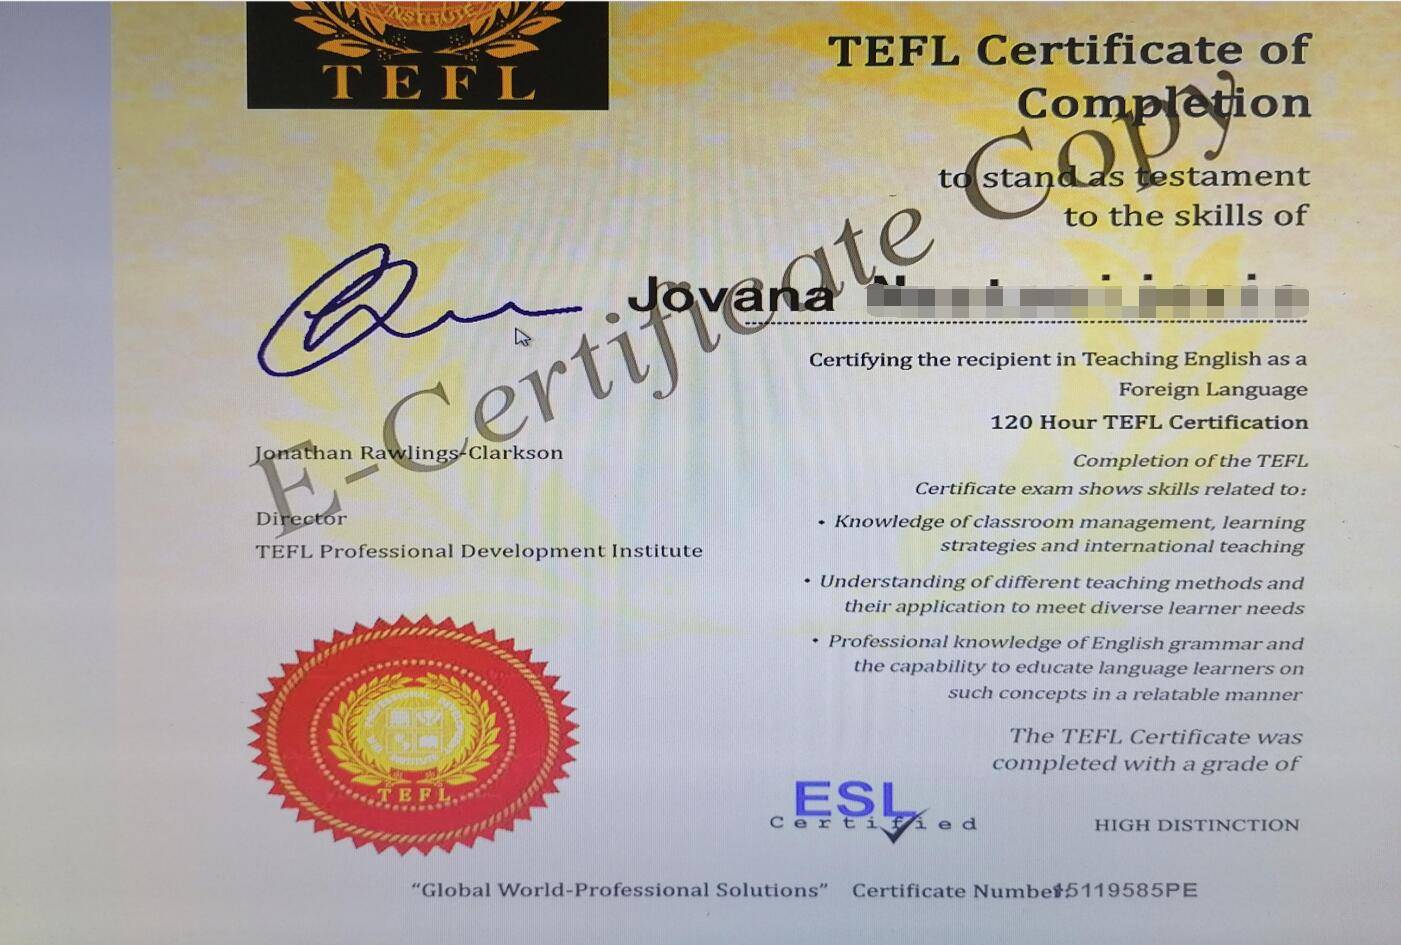 INSTITUTE
TEFL
TEFL Certificate of
Completion
to stand as testament
to the skills of
E-Certificate Copy
Jovana
Certifying the recipient in Teaching English as a
Foreign Language
120 Hour TEFL Certification
Jonathan Rawlings-Clarkson
Completion of the TEFL
Certificate exam shows skills related to:
Director
TEFL Professional Development Institute
• Knowledge of classroom management, learning
strategies and international teaching
• Understanding of different teaching methods and
their application to meet diverse learner needs
• Professional knowledge of English grammar and
the capability to educate language learners on
such concepts in a relatable manner
PROFESSIONAL
INSTITUTE
TEFL
The TEFL Certificate was
completed with a grade of
ESL
Certified
HIGH DISTINCTION
“Global World-Professional Solutions” Certificate Number 5119585PE